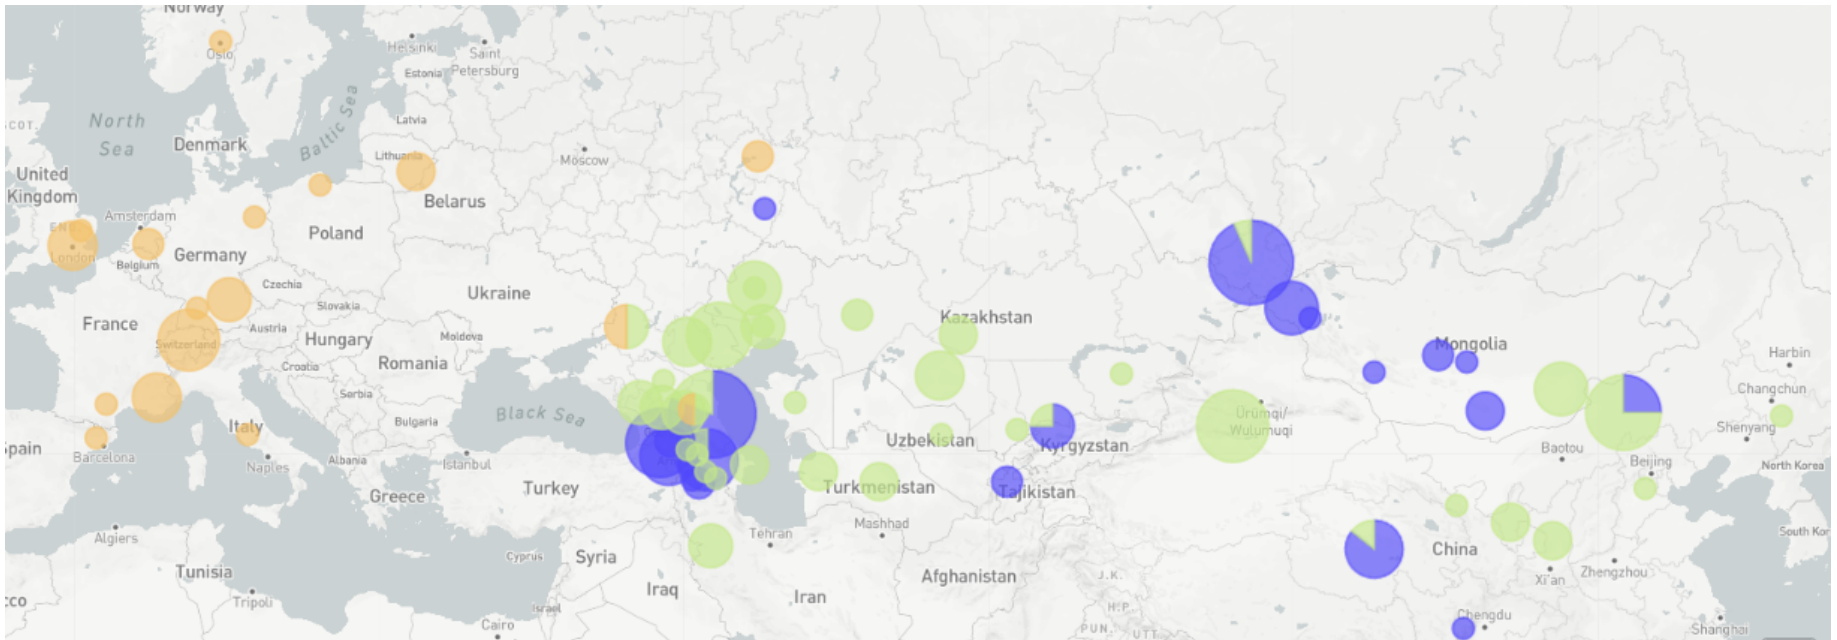 Norway
Oslo
Helsinki
Saint
Petersburg
Estonia
Latvia
Baltic Sea
North
Sea
SCOT.
Denmark
Lithuania
Moscow
United
Kingdom
Amsterdam
Belarus
London
Belgium
Germany
Poland
Czechia
Ukraine
Slovakia
France
Austria
Hungary
Moldova
Switzerland
Romania
Croatia
Serbia
Kazakhstan
Mongolia
Harbin
Changchun
Black Sea
Bulgaria
Italy
Spain
Barcelona
Naples
Albania
Istanbul
Ürümqi/
Wulumuqi
Uzbekistan
Kyrgyzstan
Shenyang
Baotou
Beijing
North Korea
Greece
Turkey
Turkmenistan
Tajikistan
Algiers
Tehran
Mashhad
South Kor
Cyprus
Syria
China
Tunisia
Iraq
Afghanistan
J.K.
Xi'an
Zhengzhou
cco
Tripoli
Israel
Iran
H.P.
Cairo
PUN.
UTT
Chengdu
Shanghai